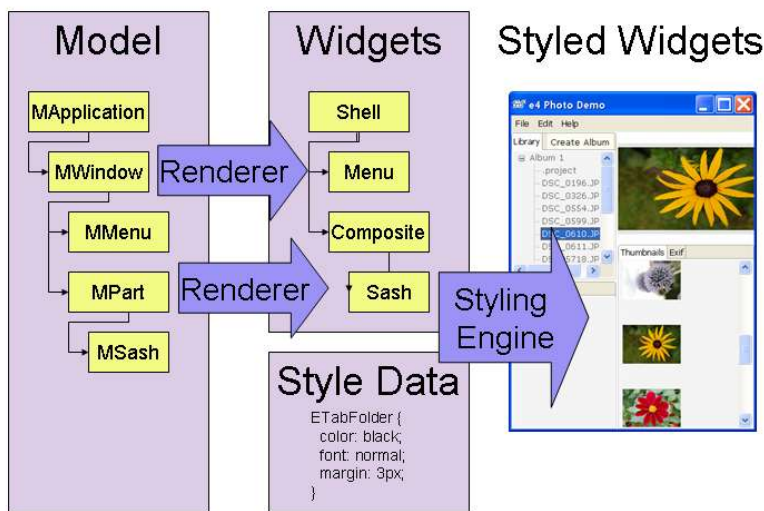 Model
Widgets
Styled Widgets
MApplication
MWindow
MMenu
MPart
MSash
Renderer
Renderer
Shell
Menu
Composite
Sash
Style Data
ETabFolder {
color: black;
font: normal;
margin: 3px;
}
Styling
Engine
e4 Photo Demo
File Edit Help
Library Create Album
Album 1
.project
DSC_0196.JP
DSC_0326.JP
DSC_0554.JP
DSC_0599.JP
DSC_0610.JP
DSC_0611.JP
5718.JP
Thumbnails Exif